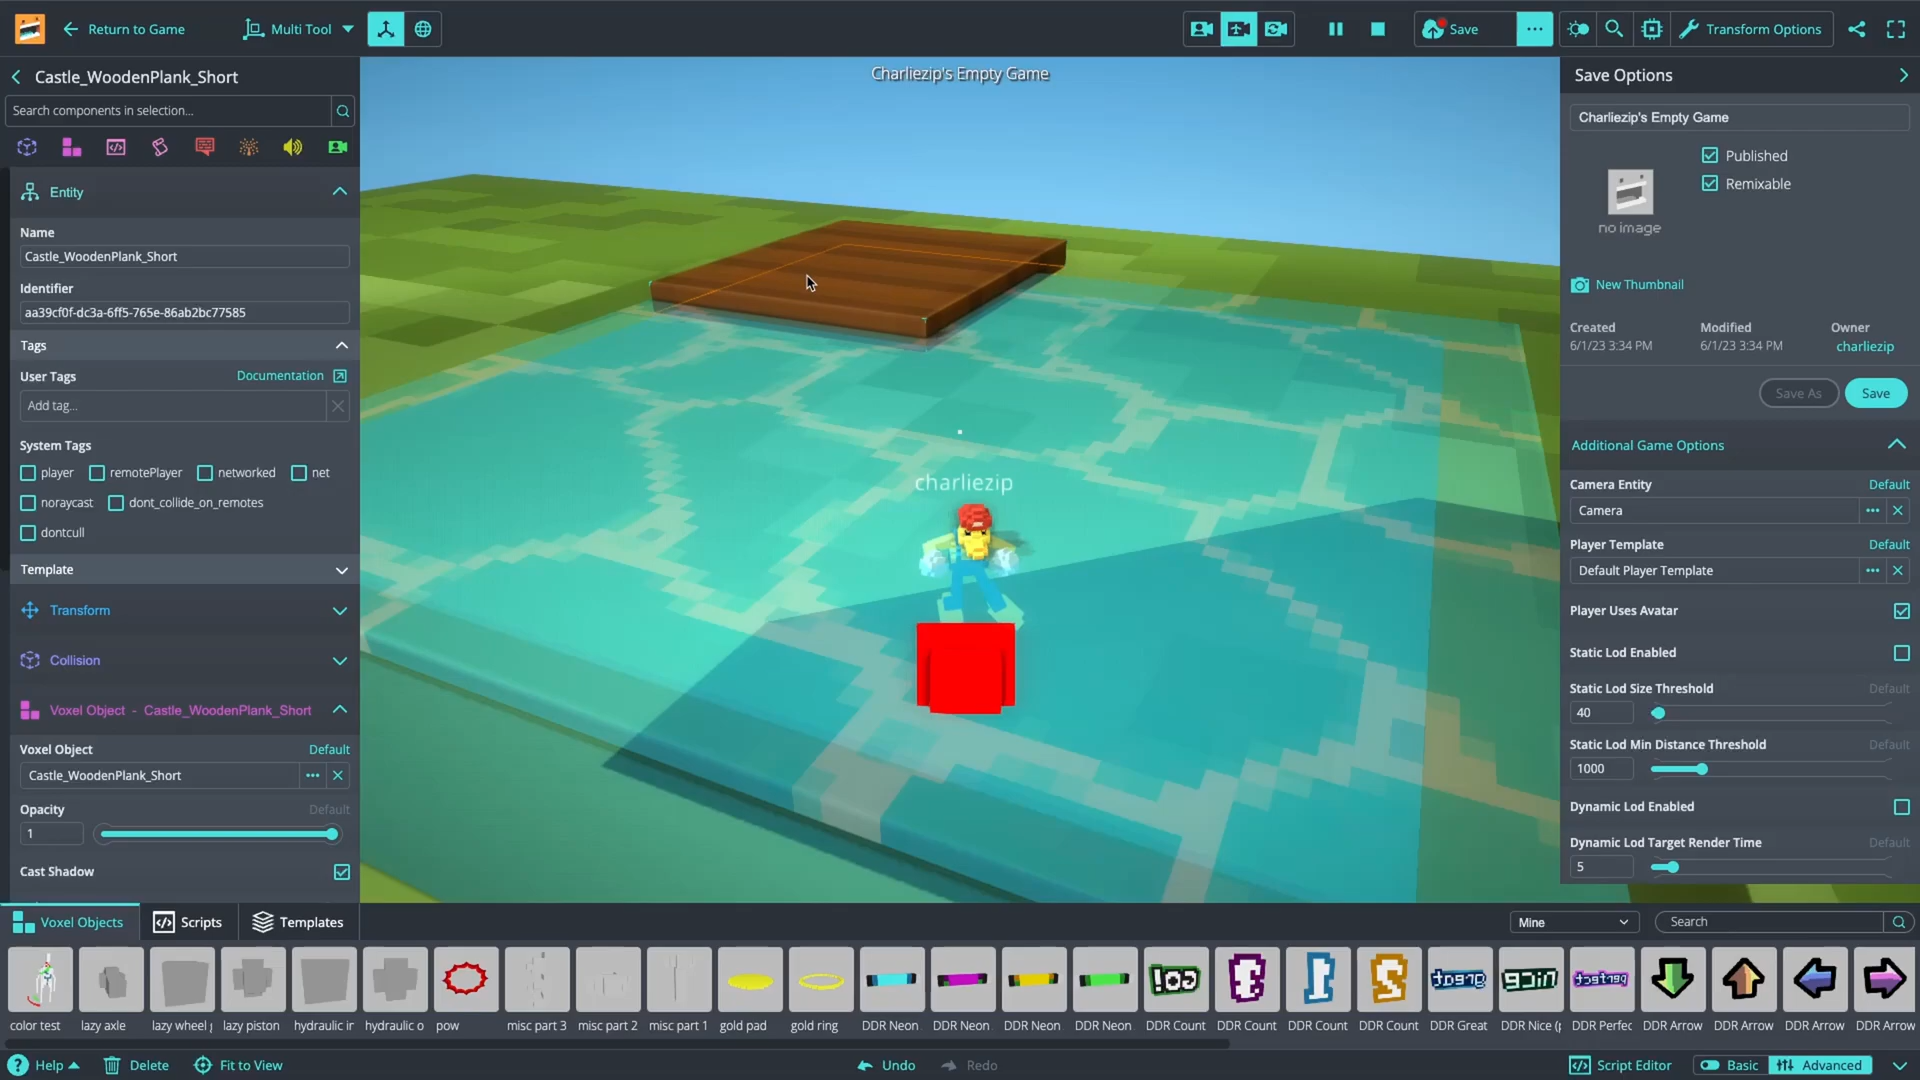 Return to Game
Multi Tool
Save
Transform Options
Castle_WoodenPlank_Short
Search components in selection...
Entity
Name
Castle_WoodenPlank_Short
Identifier
aa39cf0f-dc3a-6ff5-765e-86ab2bc77585
Tags
User Tags
Documentation
Add tag...
System Tags
player
remotePlayer
networked
net
noraycast
dont_collide_on_remotes
dontcull
Template
Transform
Collision
Voxel Object - Castle_WoodenPlank_Short
Voxel Object
Default
Castle_WoodenPlank_Short
Opacity
Default
1
Cast Shadow
Charliezip's Empty Game
charliezip
Save Options
Charliezip's Empty Game
Published
Remixable
no image
New Thumbnail
Created
Modified
Owner
6/1/23 3:34 PM
6/1/23 3:34 PM
charliezip
Save As
Save
Additional Game Options
Camera Entity
Default
Camera
Player Template
Default
Default Player Template
Player Uses Avatar
Static Lod Enabled
Static Lod Size Threshold
Default
40
Static Lod Min Distance Threshold
Default
1000
Dynamic Lod Enabled
Dynamic Lod Target Render Time
Default
5
Voxel Objects
Scripts
Templates
Mine
Search
color test
lazy axle
lazy wheel
lazy piston
hydraulic ir
hydraulic o
pow
misc part 3
misc part 2
misc part 1
gold pad
gold ring
DDR Neon
DDR Neon
DDR Neon
DDR Neon
DDR Count
DDR Count
DDR Count
DDR Count
DDR Great
DDR Nice (
DDR Perfec
DDR Arrow
DDR Arrow
DDR Arrow
DDR Arrow
Help
Delete
Fit to View
Undo
Redo
Script Editor
Basic
Advanced